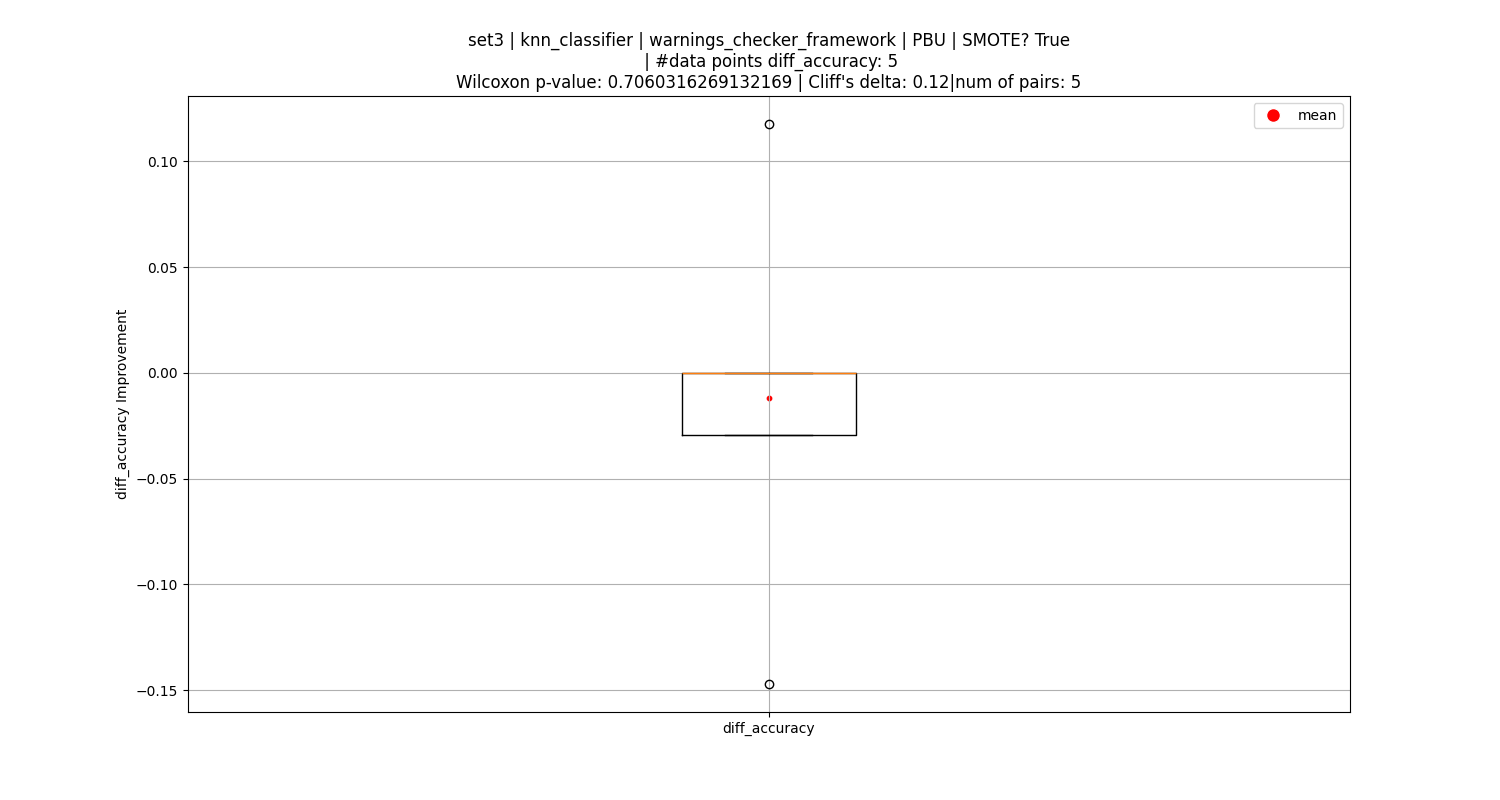 set3 | knn_classifier | warnings_checker_framework | PBU | SMOTE? True
| #data points diff_accuracy: 5
Wilcoxon p-value: 0.7060316269132169 | Cliff's delta: 0.12|num of pairs: 5
mean
0.10
0.05
0.00
−0.05
−0.10
−0.15
diff_accuracy Improvement
diff_accuracy